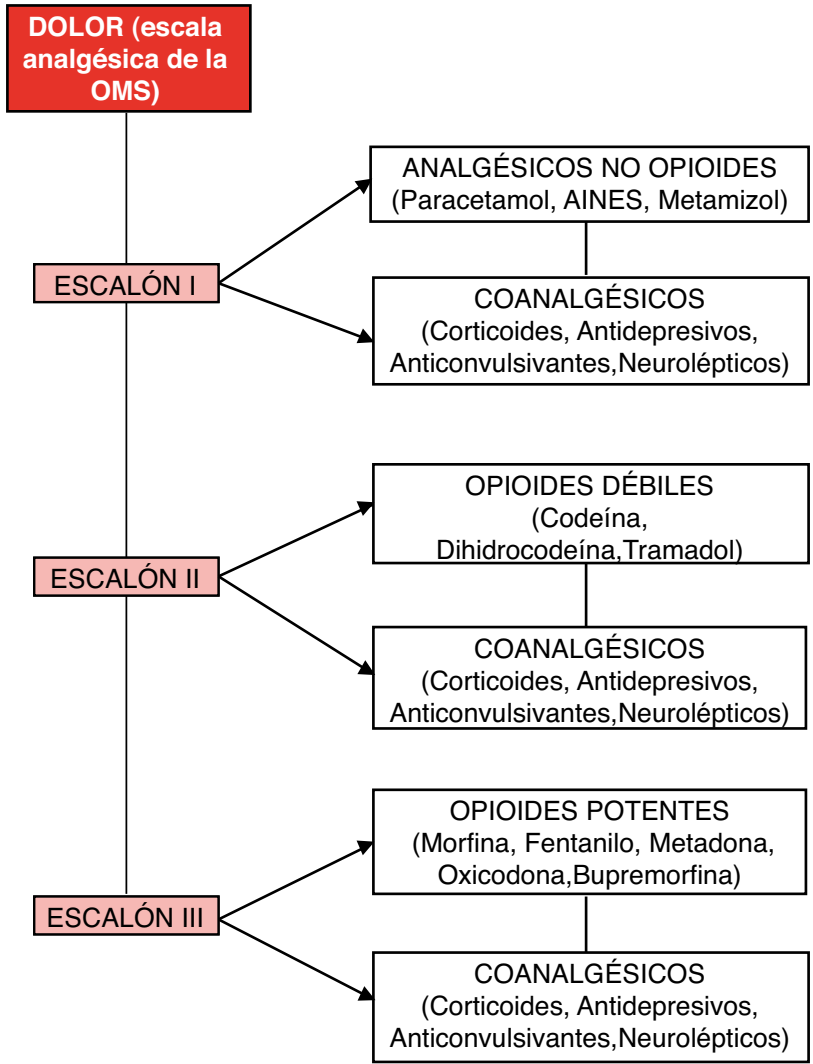 DOLOR (escala
analgésica de la
OMS)
ANALGÉSICOS NO OPIOIDES
(Paracetamol, AINES, Metamizol)
ESCALÓN I
COANALGÉSICOS
(Corticoides, Antidepresivos,
Anticonvulsivantes,Neurolépticos)
OPIOIDES DÉBILES
(Codeína,
Dihidrocodeína,Tramadol)
ESCALÓN II
COANALGÉSICOS
(Corticoides, Antidepresivos,
Anticonvulsivantes,Neurolépticos)
OPIOIDES POTENTES
(Morfina, Fentanilo, Metadona,
Oxicodona,Bupremorfina)
ESCALÓN III
COANALGÉSICOS
(Corticoides, Antidepresivos,
Anticonvulsivantes,Neurolépticos)